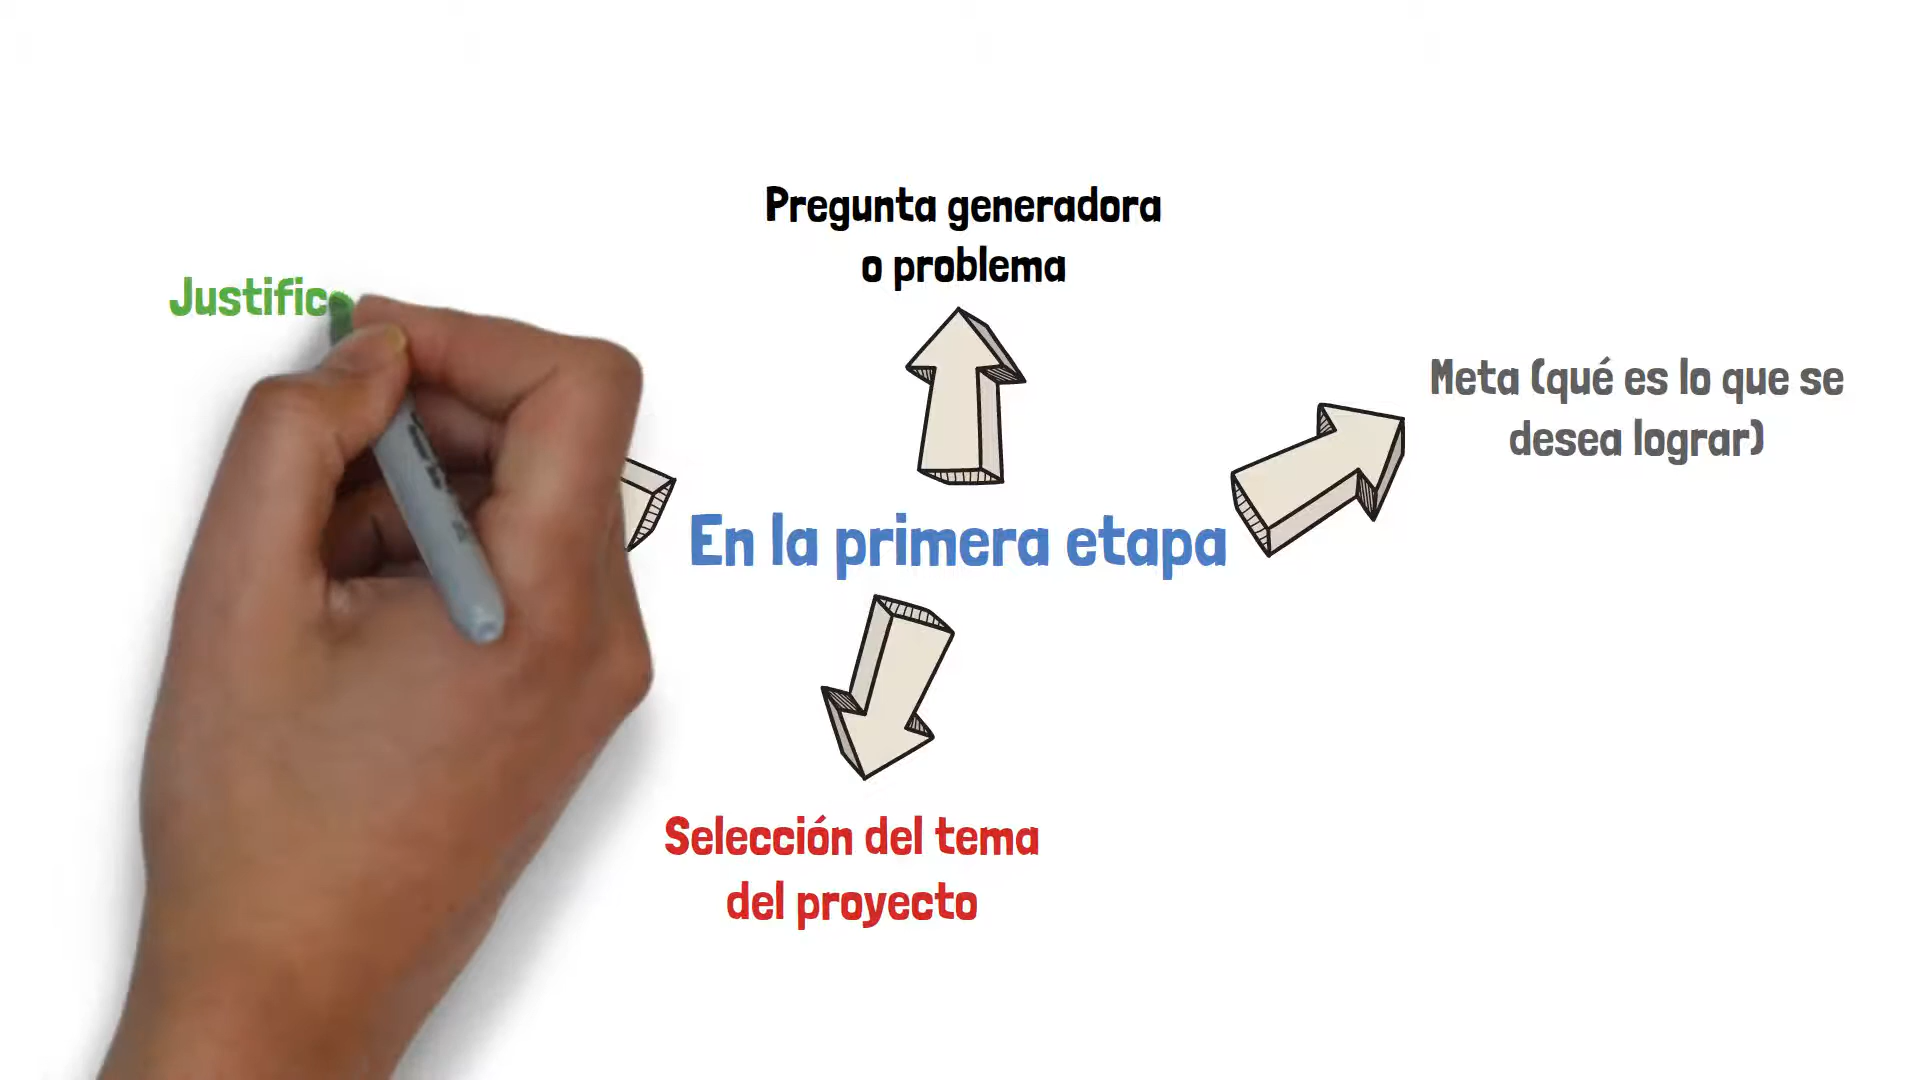 Pregunta generadora
o problema
Justific
Meta (qué es lo que se
desea lograr)
En la primera etapa
Selección del tema
del proyecto